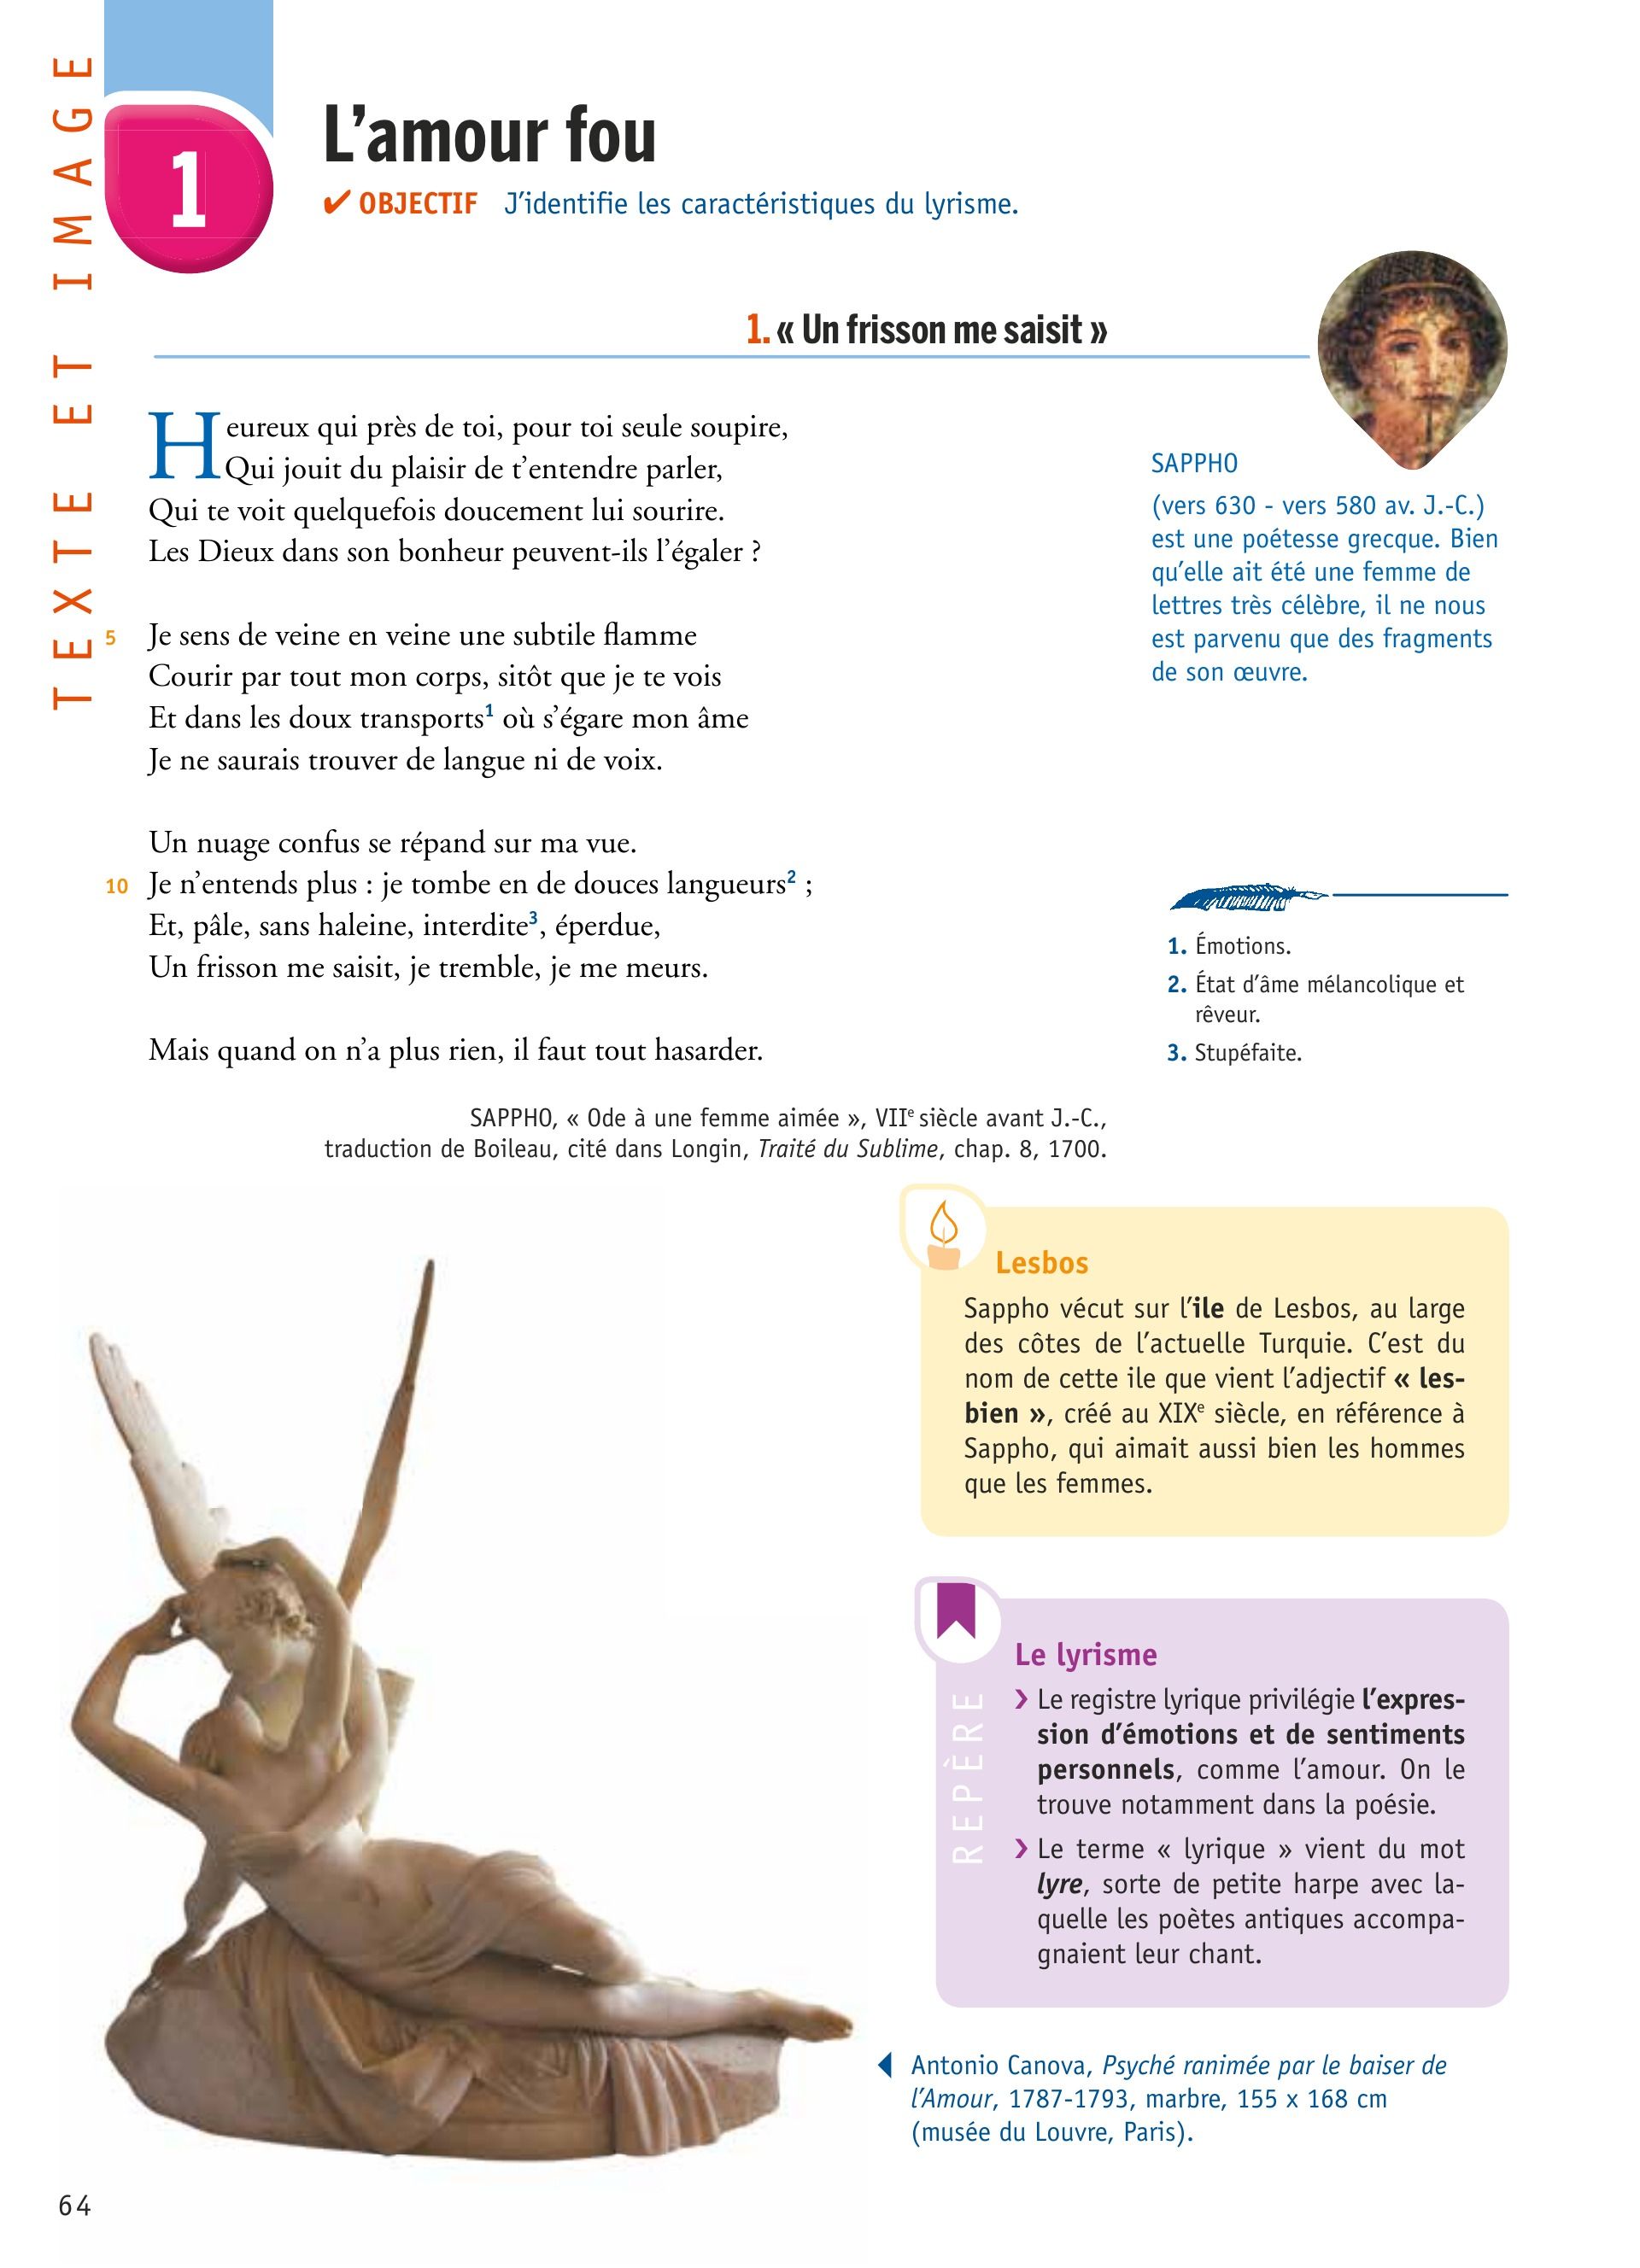 TEXTE ET IMAGE
1
L’amour fou
✔ OBJECTIF J’identifie les caractéristiques du lyrisme.
1. « Un frisson me saisit »
Heureux qui près de toi, pour toi seule soupire,
Qui jouit du plaisir de t’entendre parler,
Qui te voit quelquefois doucement lui sourire.
Les Dieux dans son bonheur peuvent-ils l’égaler ?
5 Je sens de veine en veine une subtile flamme
Courir par tout mon corps, sitôt que je te vois
Et dans les doux transports1 où s’égare mon âme
Je ne saurais trouver de langue ni de voix.
Un nuage confus se répand sur ma vue.
10 Je n’entends plus : je tombe en de douces langueurs2 ;
Et, pâle, sans haleine, interdite3, éperdue,
Un frisson me saisit, je tremble, je me meurs.
Mais quand on n’a plus rien, il faut tout hasarder.
SAPPHO, « Ode à une femme aimée », VIIe siècle avant J.-C.,
traduction de Boileau, cité dans Longin, Traité du Sublime, chap. 8, 1700.
SAPPHO
(vers 630 - vers 580 av. J.-C.)
est une poétesse grecque. Bien
qu’elle ait été une femme de
lettres très célèbre, il ne nous
est parvenu que des fragments
de son œuvre.
1. Émotions.
2. État d’âme mélancolique et
rêveur.
3. Stupéfaite.
Lesbos
Sappho vécut sur l’ile de Lesbos, au large
des côtes de l’actuelle Turquie. C’est du
nom de cette ile que vient l’adjectif « les-
bien », créé au XIXe siècle, en référence à
Sappho, qui aimait aussi bien les hommes
que les femmes.
REPÈRE
Le lyrisme
› Le registre lyrique privilégie l’expres-
sion d’émotions et de sentiments
personnels, comme l’amour. On le
trouve notamment dans la poésie.
› Le terme « lyrique » vient du mot
lyre, sorte de petite harpe avec la-
quelle les poètes antiques accompa-
gnaient leur chant.
◀ Antonio Canova, Psyché ranimée par le baiser de
l’Amour, 1787-1793, marbre, 155 x 168 cm
(musée du Louvre, Paris).
64